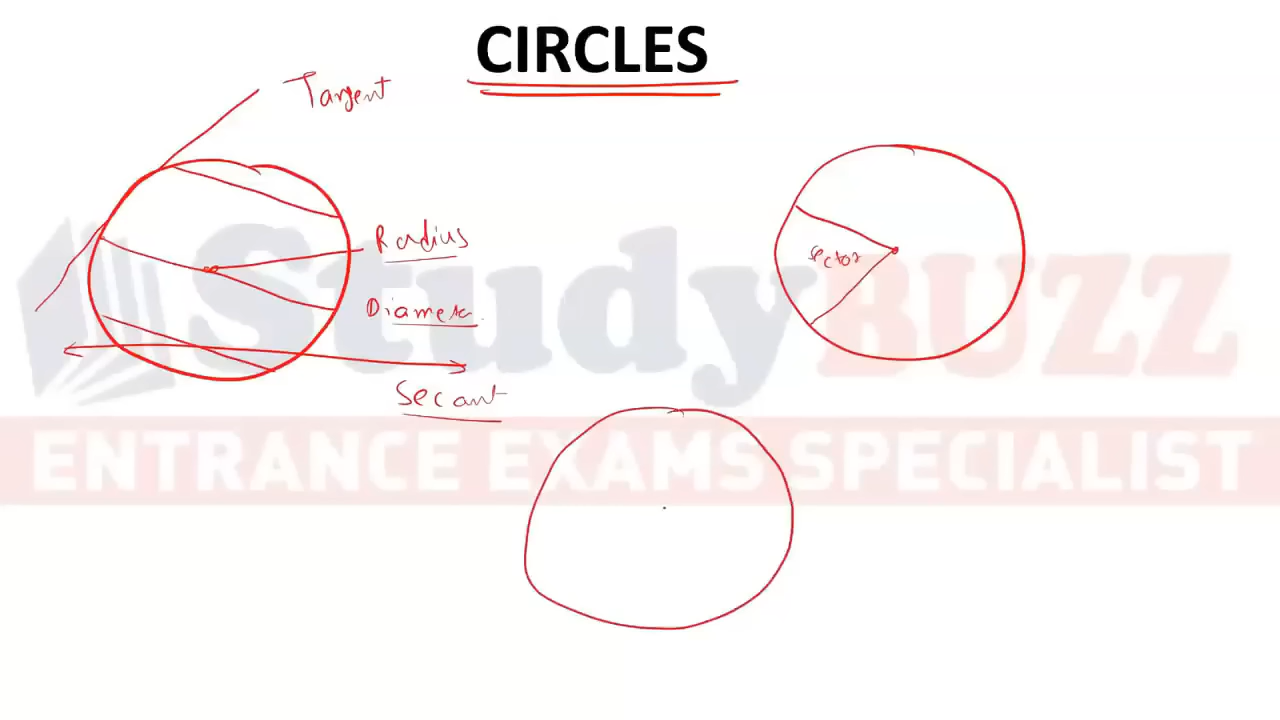 CIRCLES
Tangent
Radius
Diameter
Secant
sector
StudyBUZZ
ENTRANCE EXAMS SPECIALIST